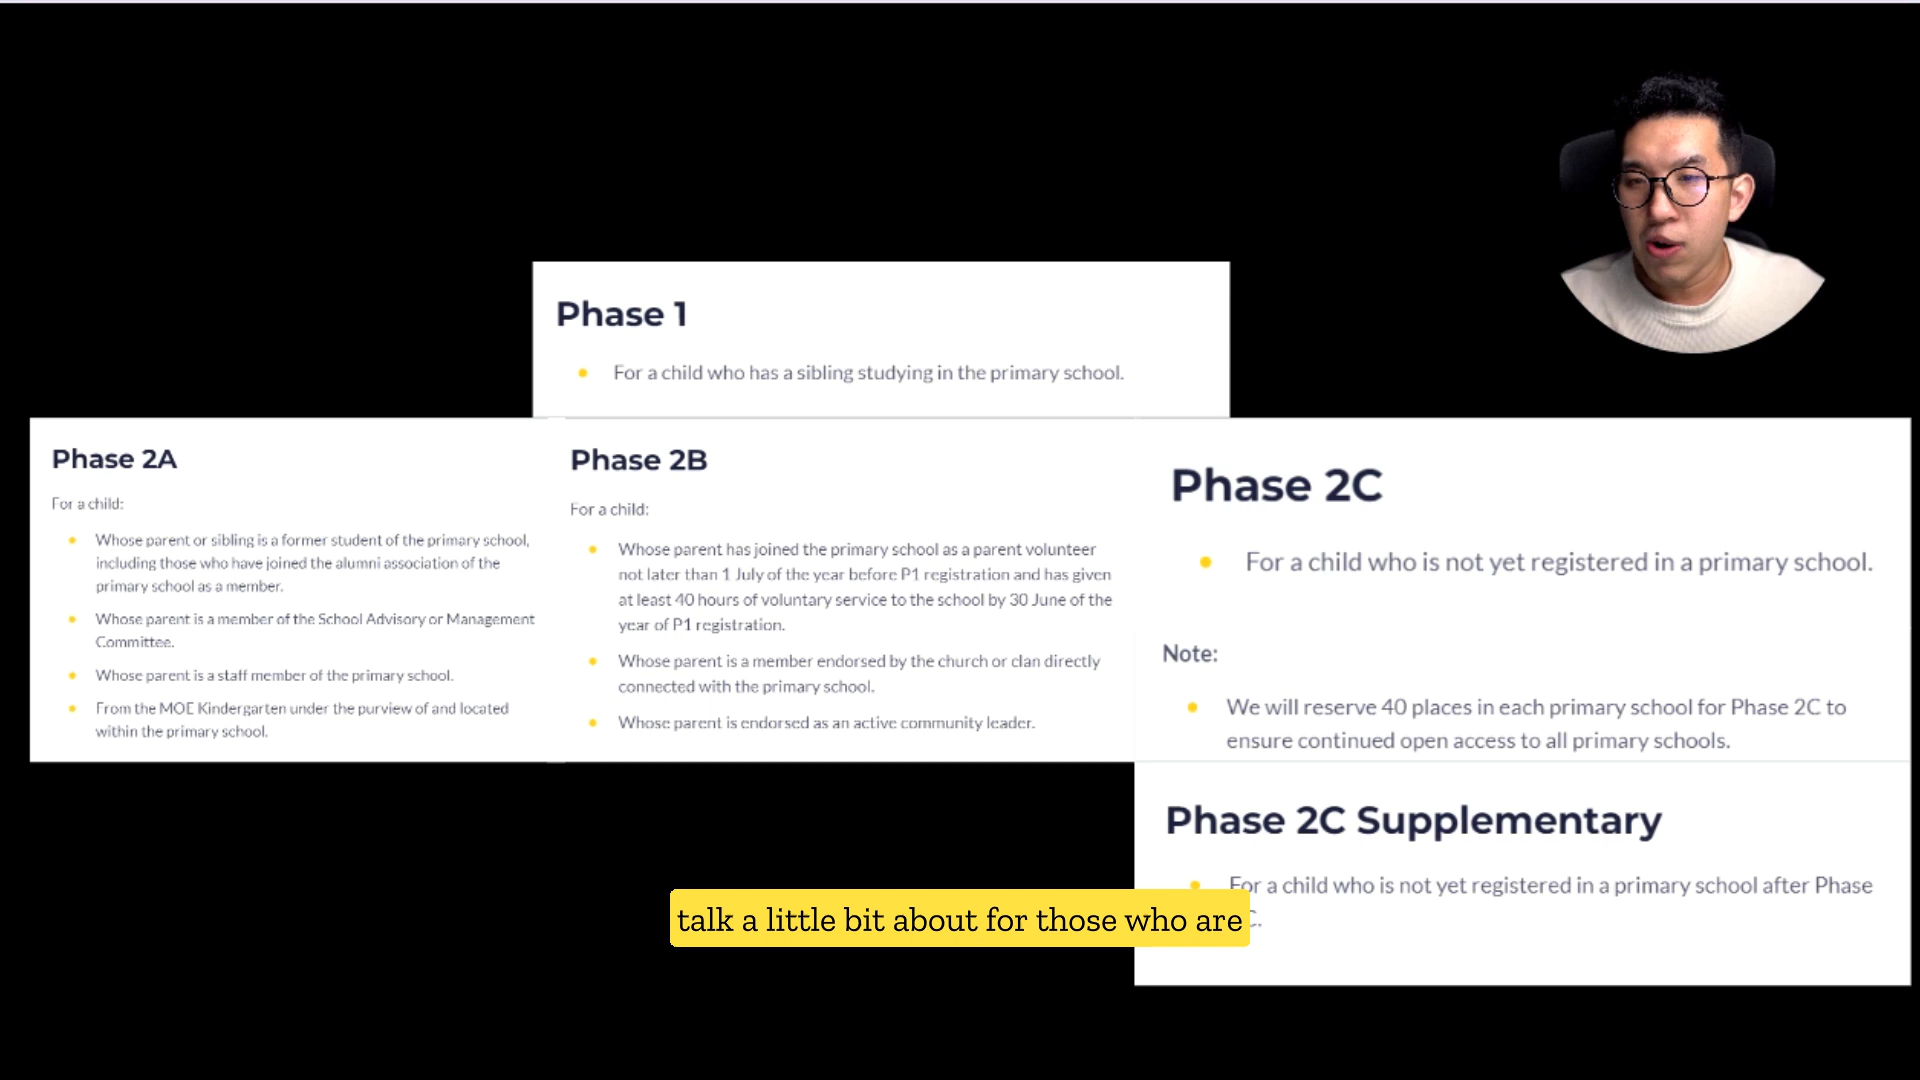 Phase 1
For a child who has a sibling studying in the primary school.
Phase 2A
For a child:
Whose parent or sibling is a former student of the primary school,
including those who have joined the alumni association of the
primary school as a member.
Whose parent is a member of the School Advisory or Management
Committee.
Whose parent is a staff member of the primary school.
From the MOE Kindergarten under the purview of and located
within the primary school.
Phase 2B
For a child:
Whose parent has joined the primary school as a parent volunteer
not later than 1 July of the year before P1 registration and has given
at least 40 hours of voluntary service to the school by 30 June of the
year of P1 registration.
Whose parent is a member endorsed by the church or clan directly
connected with the primary school.
Whose parent is endorsed as an active community leader.
Phase 2C
For a child who is not yet registered in a primary school.
Note:
We will reserve 40 places in each primary school for Phase 2C to
ensure continued open access to all primary schools.
Phase 2C Supplementary
For a child who is not yet registered in a primary school after Phase
talk a little bit about for those who are